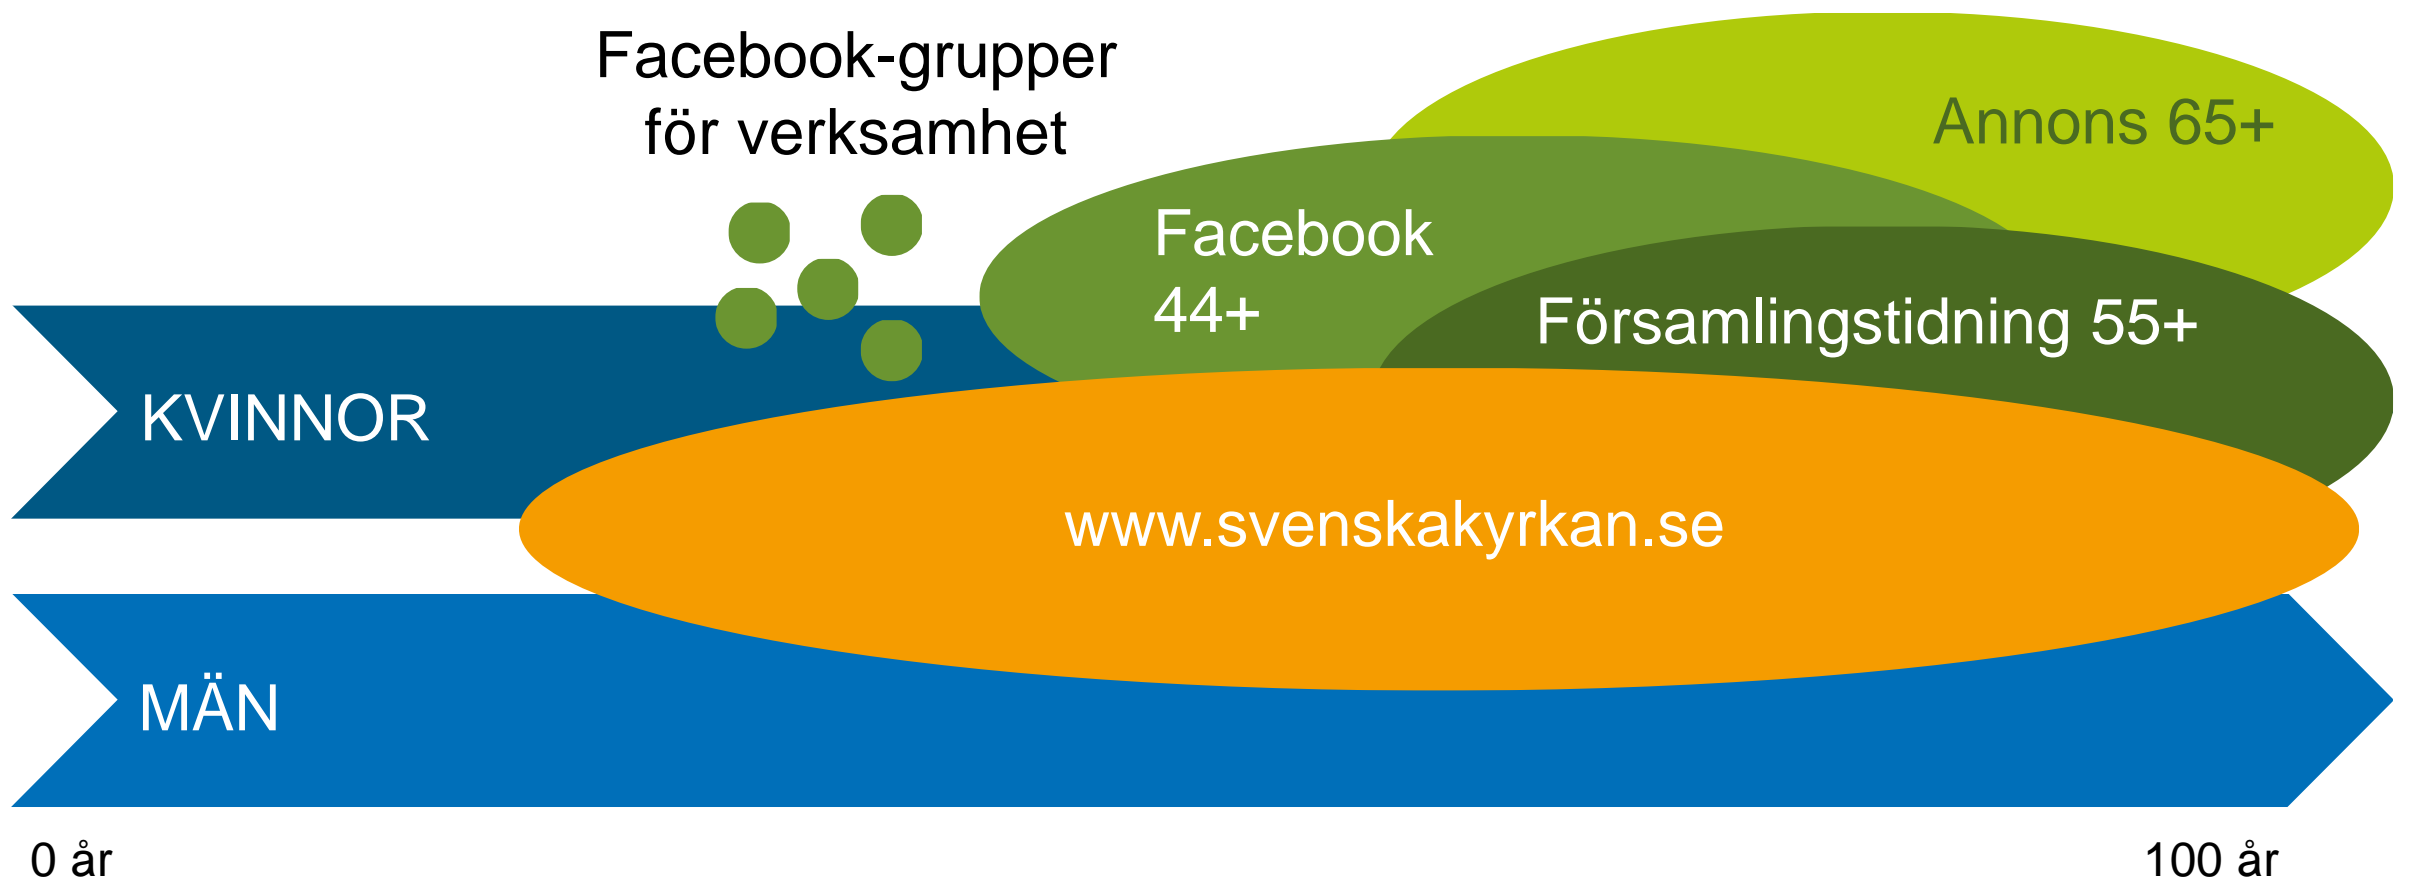 Facebook-grupper
för verksamhet
Annons 65+
Facebook
44+
Församlingstidning 55+
KVINNOR
www.svenskakyrkan.se
MÄN
0 år
100 år